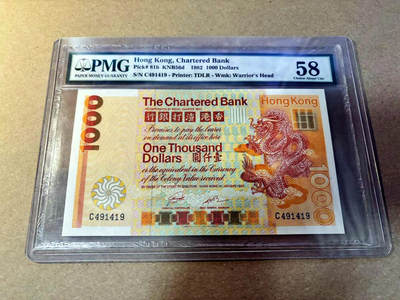 PMG
PAPER MONEY GUARANTY
Hong Kong, Chartered Bank
Pick# 81b KNB56d 1982 1000 Dollars
S/N C491419 - Printer: TDLR - Wmk: Warrior's Head
58
Choice About Unc
1000
The Chartered Bank
HongKong
行銀打渣港香
Promises to pay the bearer
on demand at its office here
One Thousand
Dollars
圓仟壹
or the equivalent in the Currency
of the Colony Value received
C491419
C491419
1000